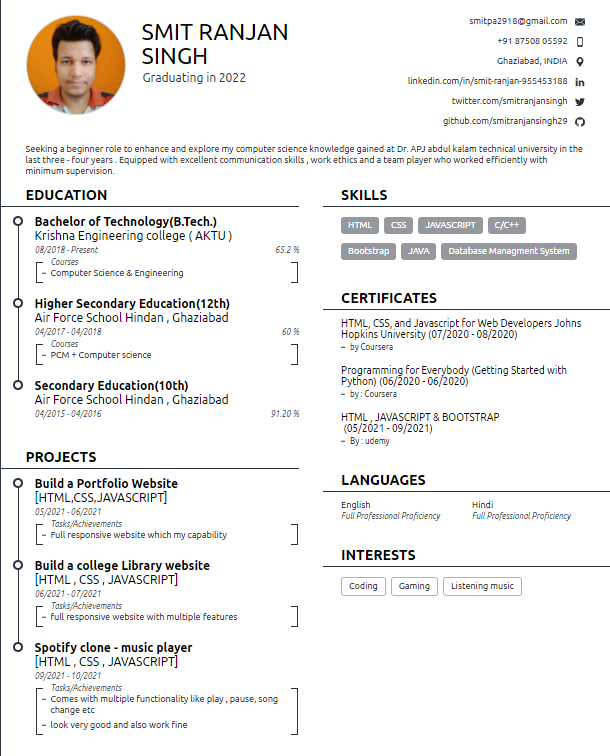 SMIT RANJAN
SINGH
Graduating in 2022
smitpa2918@gmail.com
+91 87508 05592
Ghaziabad, INDIA
linkedin.com/in/smit-ranjan-955453188
twitter.com/smitranjansingh
github.com/smitranjansingh29
Seeking a beginner role to enhance and explore my computer science knowledge gained at Dr. APJ abdul kalam technical university in the
last three - four years . Equipped with excellent communication skills , work ethics and a team player who worked efficiently with
minimum supervision.
EDUCATION
Bachelor of Technology(B.Tech.)
Krishna Engineering college ( AKTU )
08/2018 - Present 65.2 %
Courses
– Computer Science & Engineering
Higher Secondary Education(12th)
Air Force School Hindan , Ghaziabad
04/2017 - 04/2018 60 %
Courses
– PCM + Computer science
Secondary Education(10th)
Air Force School Hindan , Ghaziabad
04/2015 - 04/2016 91.20 %
PROJECTS
Build a Portfolio Website
[HTML,CSS,JAVASCRIPT]
05/2021 - 06/2021
Tasks/Achievements
– Full responsive website which my capability
Build a college Library website
[HTML , CSS , JAVASCRIPT]
06/2021 - 07/2021
Tasks/Achievements
– full responsive website with multiple features
Spotify clone - music player
[HTML , CSS , JAVASCRIPT]
09/2021 - 10/2021
Tasks/Achievements
– Comes with multiple functionality like play , pause, song
change etc
– look very good and also work fine
SKILLS
HTML CSS JAVASCRIPT C/C++
Bootstrap JAVA Database Managment System
CERTIFICATES
HTML, CSS, and Javascript for Web Developers Johns
Hopkins University (07/2020 - 08/2020)
– by Coursera
Programming for Everybody (Getting Started with
Python) (06/2020 - 06/2020)
– by : Coursera
HTML , JAVASCRIPT & BOOTSTRAP
(05/2021 - 09/2021)
– By : udemy
LANGUAGES
English
Full Professional Proficiency
Hindi
Full Professional Proficiency
INTERESTS
Coding Gaming Listening music